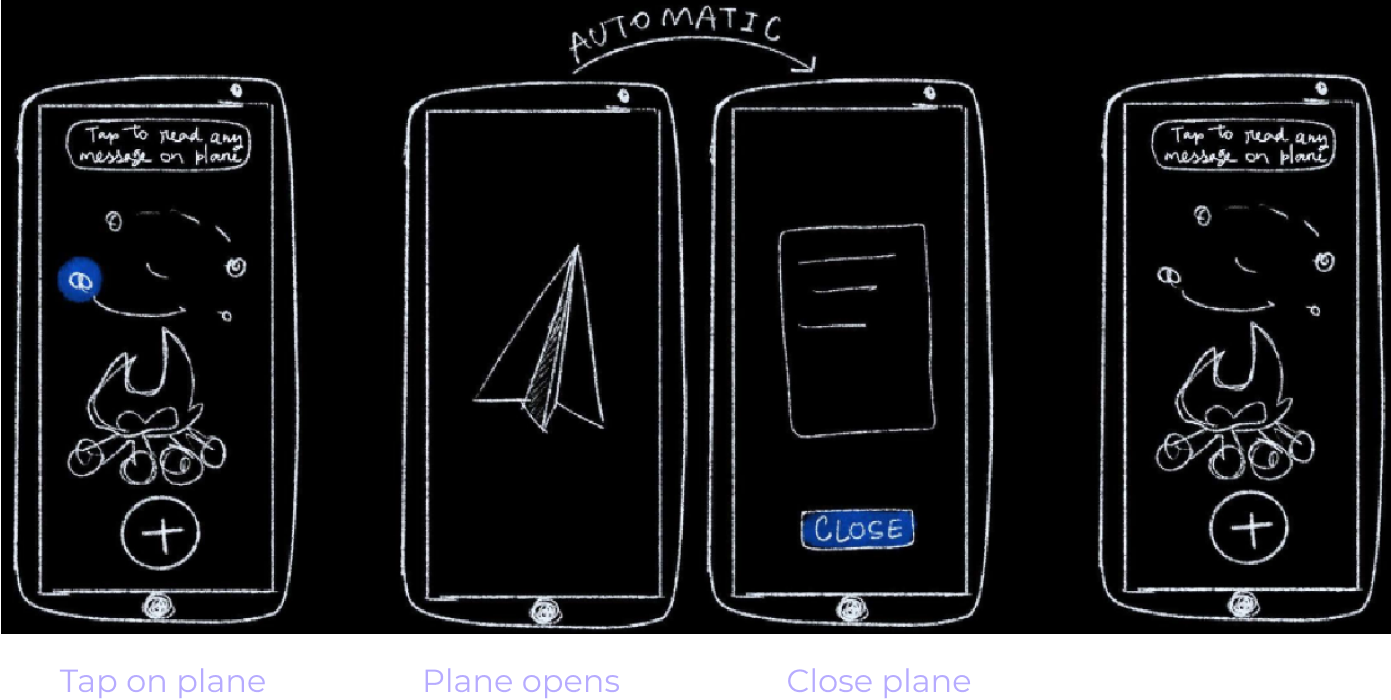 AUTOMATIC
Tap to read any
message on plane
CLOSE
Tap to read any
message on plane
Tap on plane
Plane opens
Close plane